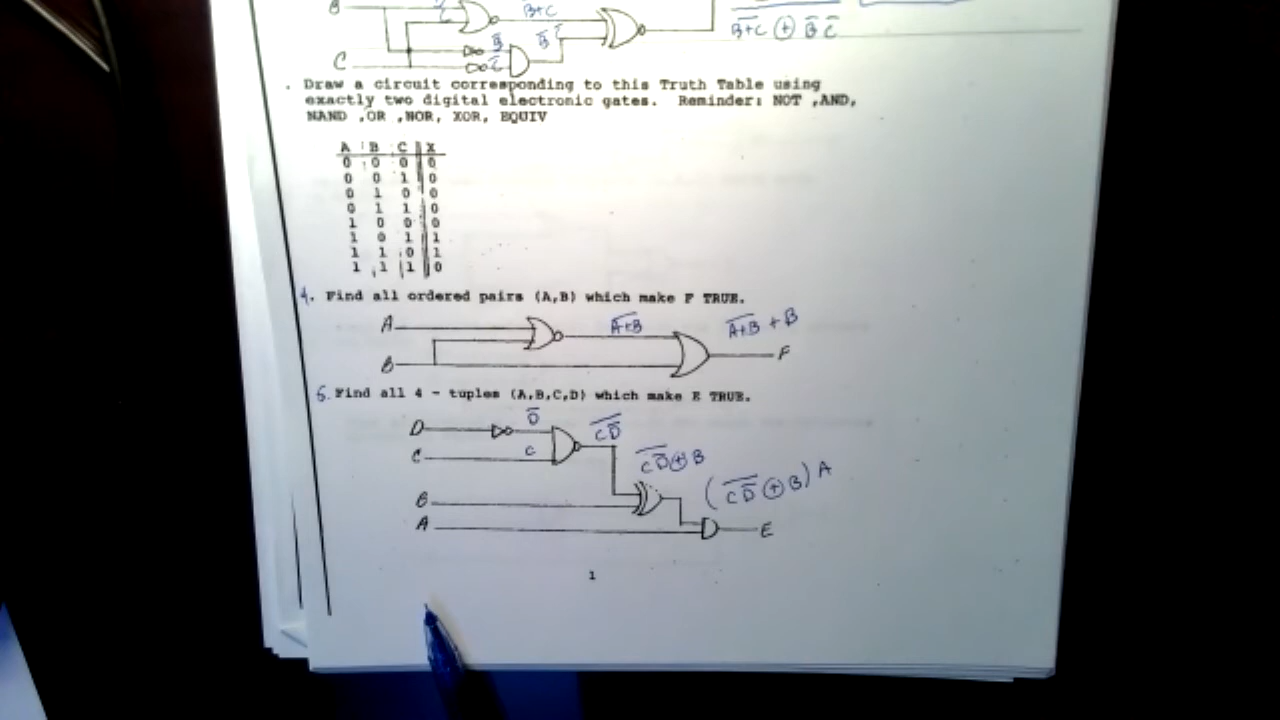 B C̅ B̅+̅C̅ B̅ C̅
B̅+̅C̅ ⊕ B̅ C̅
B̅
C C̅
. Draw a circuit corresponding to this Truth Table using
exactly two digital electronic gates. Reminder: NOT ,AND,
NAND ,OR ,NOR, XOR, EQUIV
A B C X
0 0 0 0
0 0 1 0
0 1 0 0
0 1 1 0
1 0 0 0
1 0 1 1
1 1 0 1
1 1 1 0
4. Find all ordered pairs (A,B) which make F TRUE.
A A̅+̅B̅ A̅+̅B̅ + B
B F
5. Find all 4 - tuples (A,B,C,D) which make E TRUE.
D D̅ C̅D̅̅
C C C̅D̅̅⊕B
B (C̅D̅̅ ⊕ B) A
A E
1